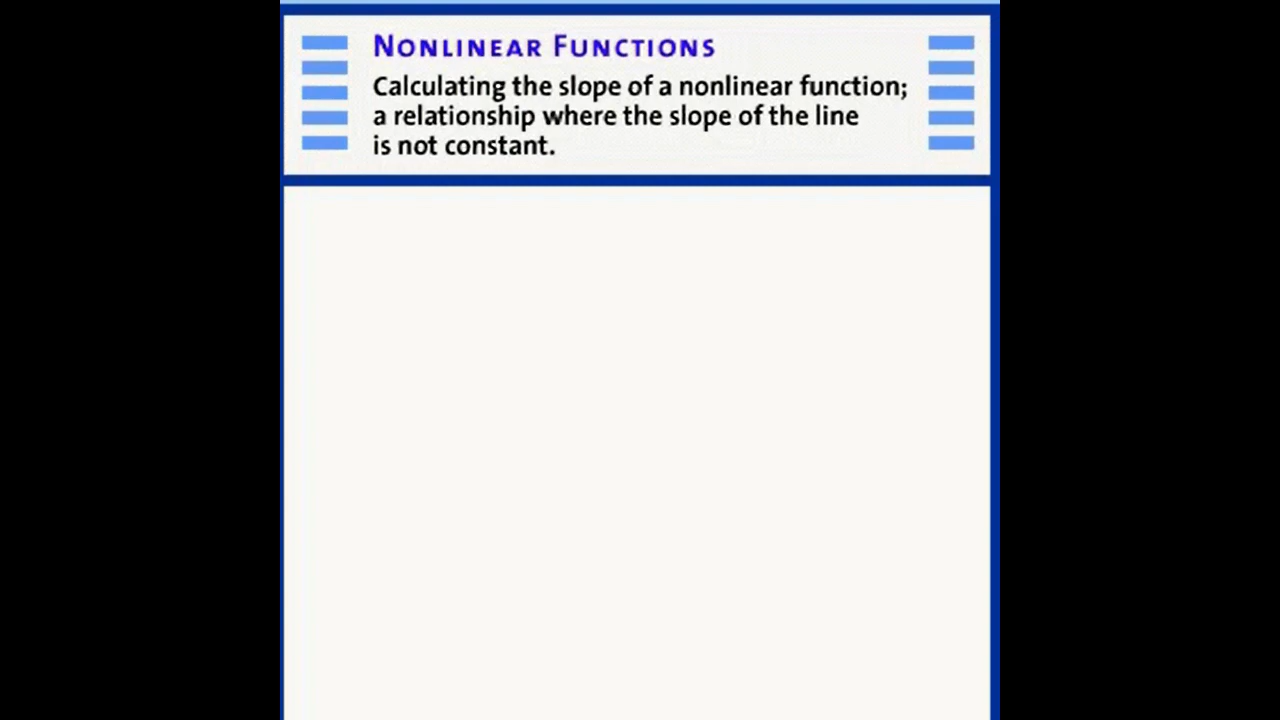 NONLINEAR FUNCTIONS
Calculating the slope of a nonlinear function;
a relationship where the slope of the line
is not constant.